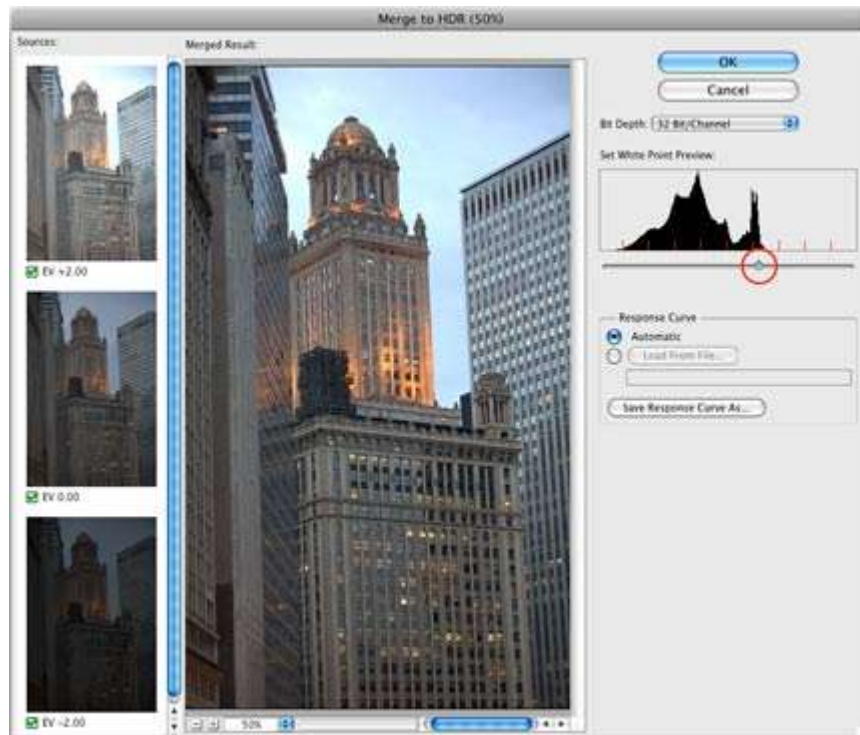 Merge to HDR (50%)
Sources:
Merged Result:
OK
Cancel
Bit Depth: 32 Bit/Channel
Set White Point Preview:
EV +2.00
Response Curve
Automatic
Load From File...
Save Response Curve As...
EV 0.00
EV -2.00
50%